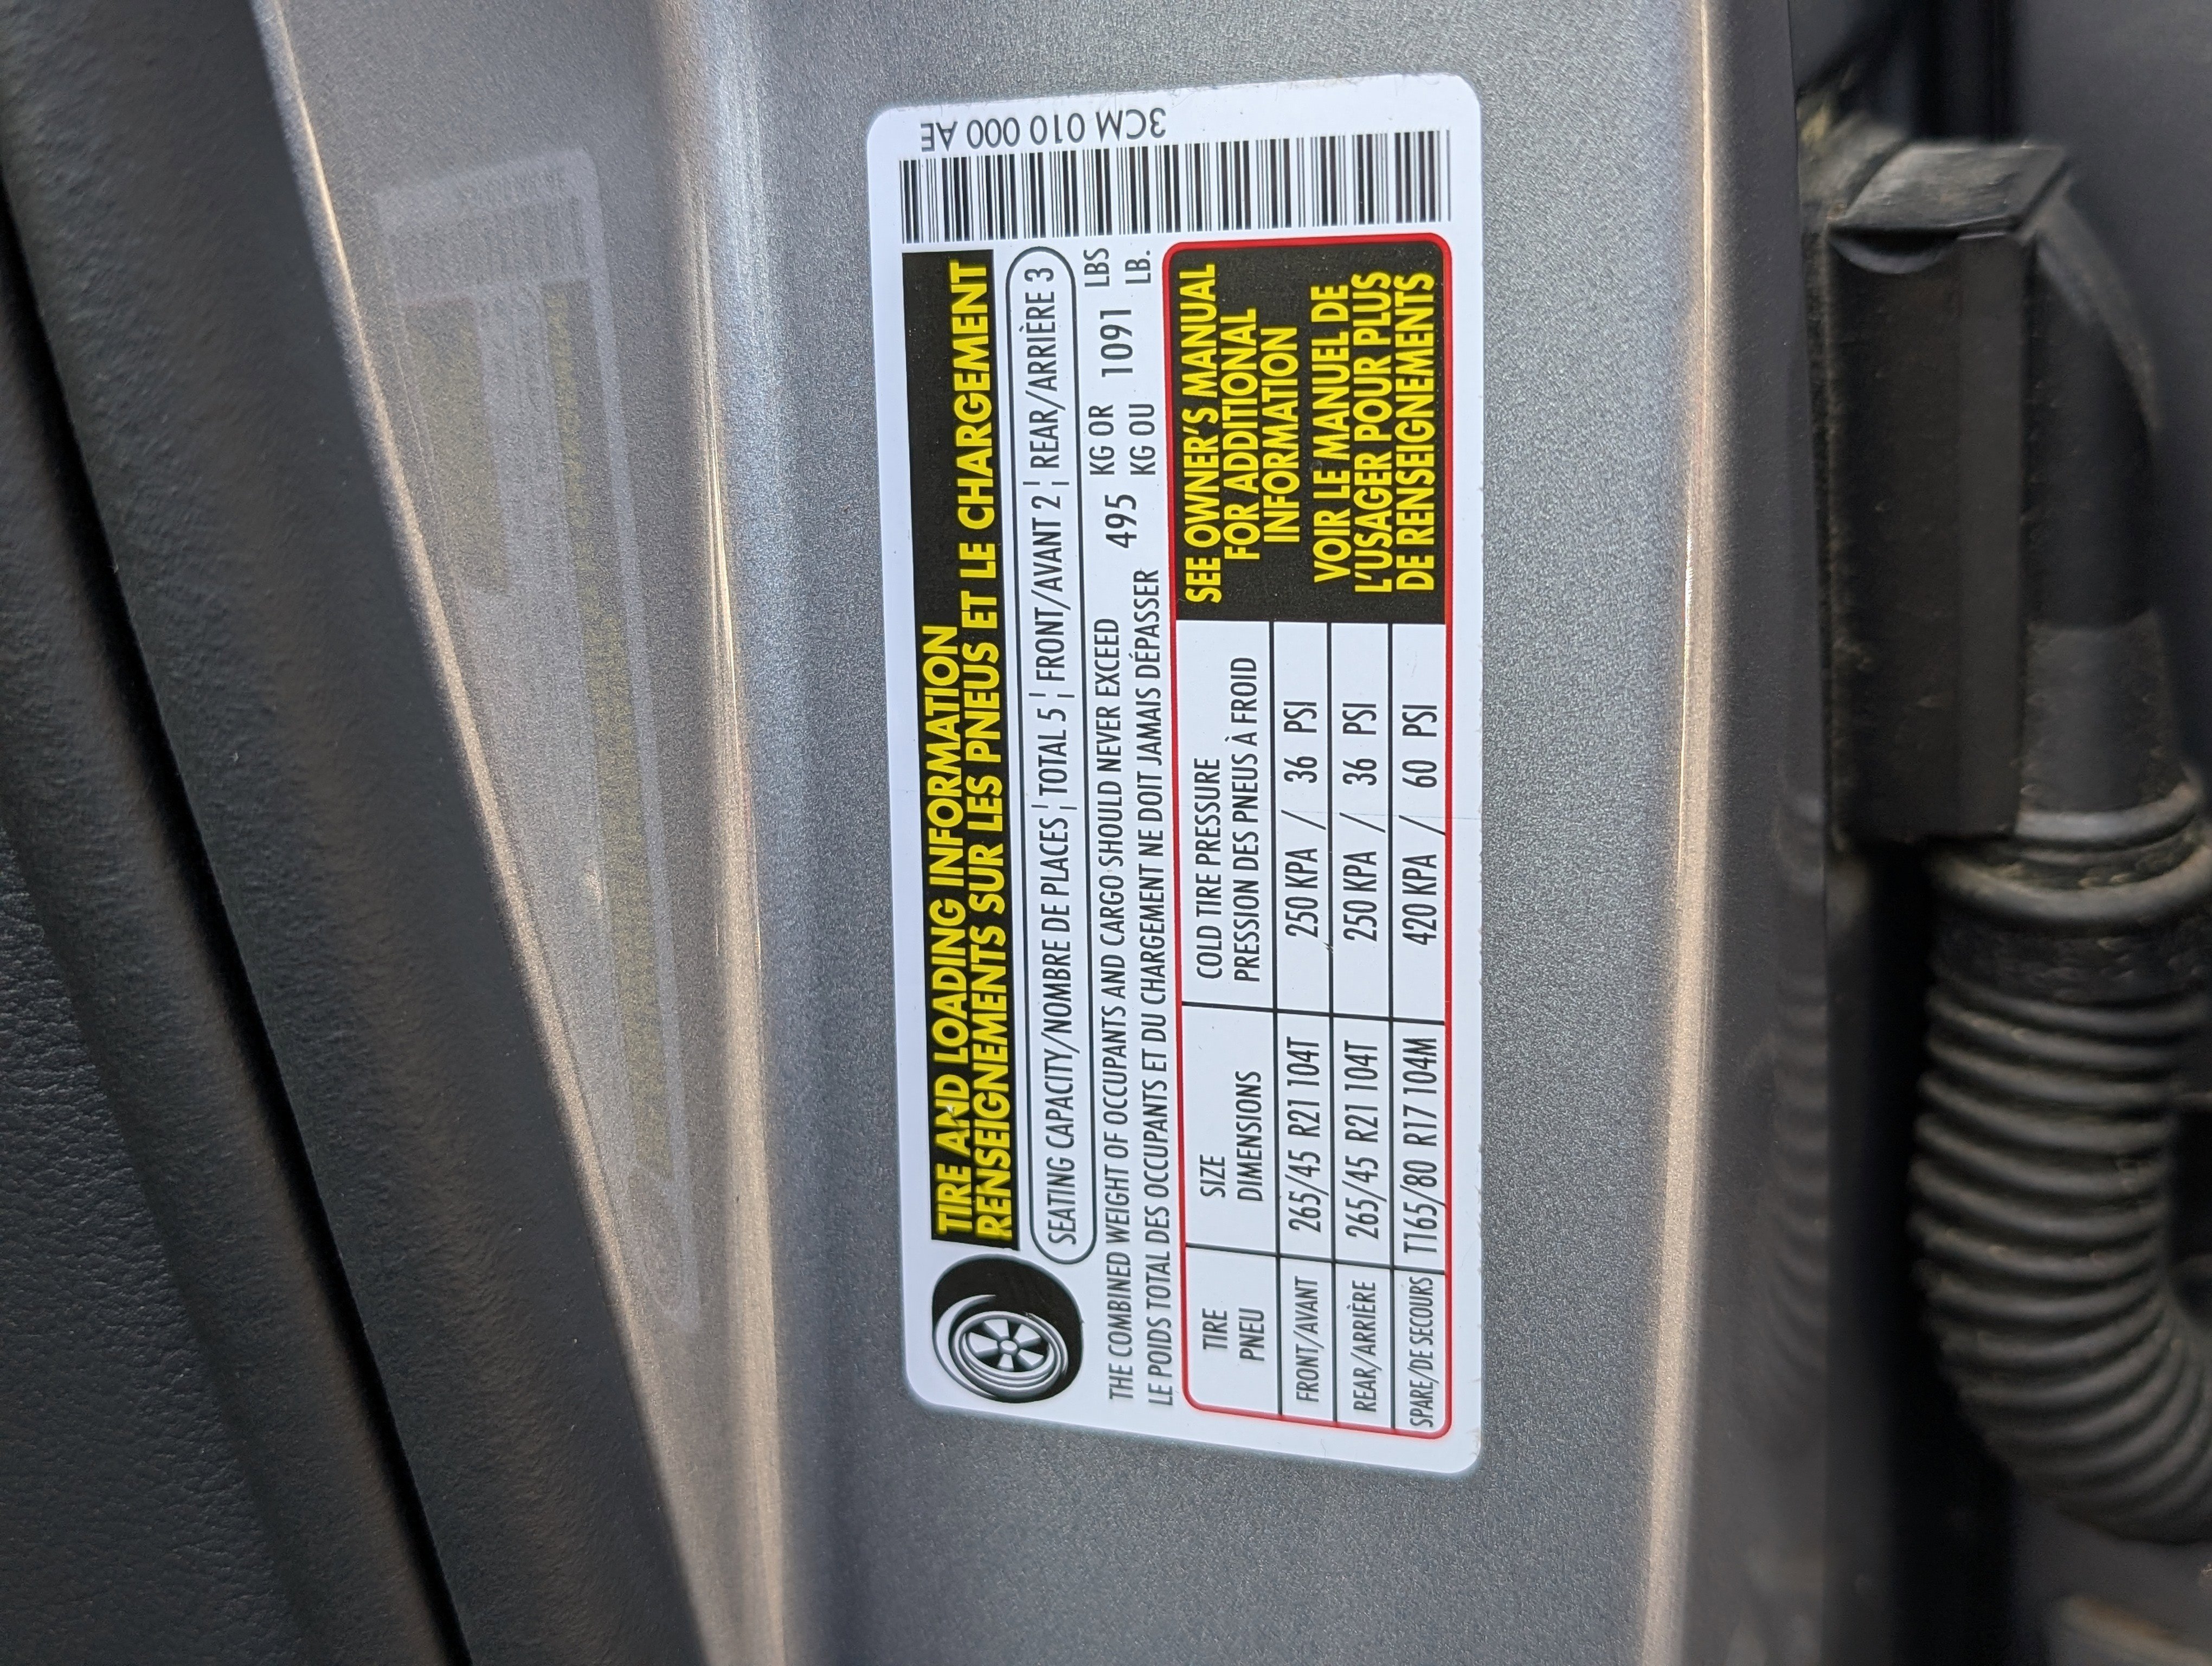 TIRE AND LOADING INFORMATION
RENSEIGNEMENTS SUR LES PNEUS ET LE CHARGEMENT
SEATING CAPACITY/NOMBRE DE PLACES ¦ TOTAL 5 ¦ FRONT/AVANT 2 ¦ REAR/ARRIÈRE 3
THE COMBINED WEIGHT OF OCCUPANTS AND CARGO SHOULD NEVER EXCEED 495 KG OR 1091 LBS
LE POIDS TOTAL DES OCCUPANTS ET DU CHARGEMENT NE DOIT JAMAIS DÉPASSER KG OU LB.
TIRE SIZE COLD TIRE PRESSURE
PNEU DIMENSIONS PRESSION DES PNEUS À FROID
FRONT/AVANT 265/45 R21 104T 250 KPA / 36 PSI
REAR/ARRIÈRE 265/45 R21 104T 250 KPA / 36 PSI
SPARE/DE SECOURS T165/80 R17 104M 420 KPA / 60 PSI
SEE OWNER'S MANUAL
FOR ADDITIONAL
INFORMATION
VOIR LE MANUEL DE
L'USAGER POUR PLUS
DE RENSEIGNEMENTS
3CM 010 000 AE